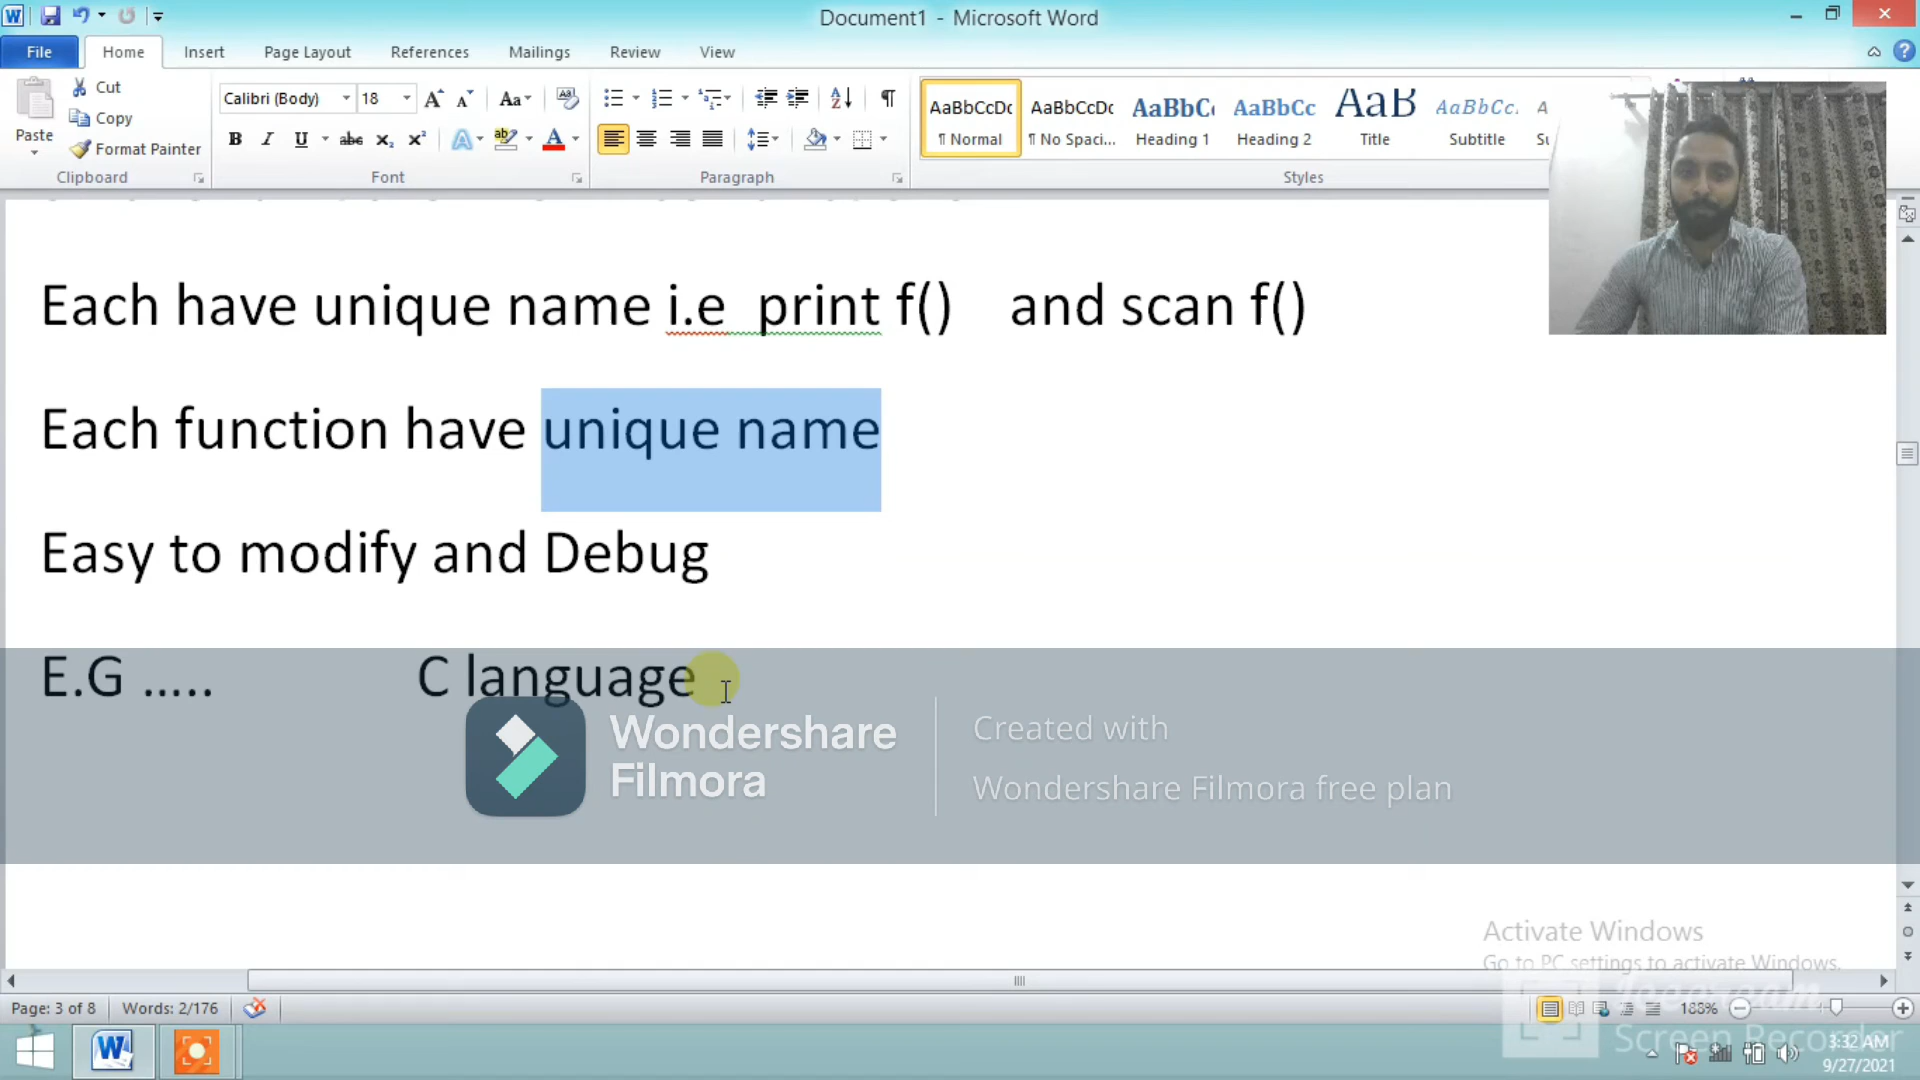 Document1 - Microsoft Word
File Home Insert Page Layout References Mailings Review View
Cut
Copy
Format Painter
Paste
Clipboard
Calibri (Body) 18
Font
Paragraph
AaBbCcDc AaBbCcDc AaBbC AaBbCc AaB AaBbCc.
¶ Normal ¶ No Spaci... Heading 1 Heading 2 Title Subtitle
Styles
Each have unique name i.e print f() and scan f()
Each function have unique name
Easy to modify and Debug
E.G ..... C language
Wondershare
Filmora
Created with
Wondershare Filmora free plan
Activate Windows
Go to PC settings to activate Windows.
Screen Recorder
Page: 3 of 8 Words: 2/176 188%
3:32 AM
9/27/2021